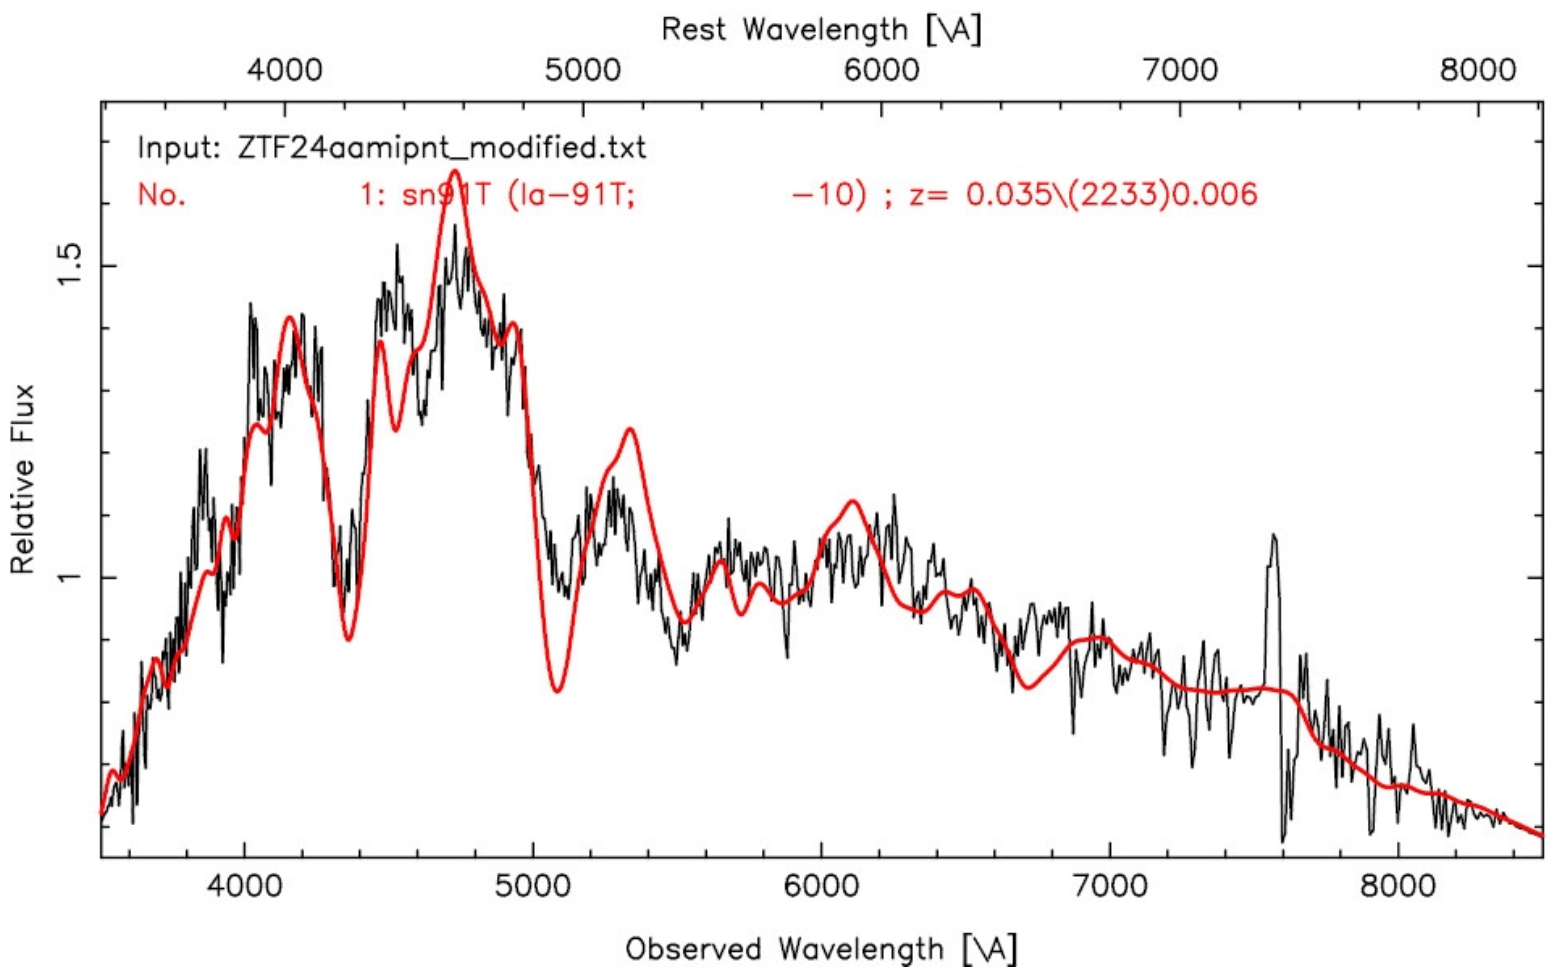 Rest Wavelength [\A]
4000 5000 6000 7000 8000
Input: ZTF24aamipnt_modified.txt
No. 1: sn91T (Ia-91T; -10) ; z= 0.035\(2233)0.006
Relative Flux
1.5
1
4000 5000 6000 7000 8000
Observed Wavelength [\A]